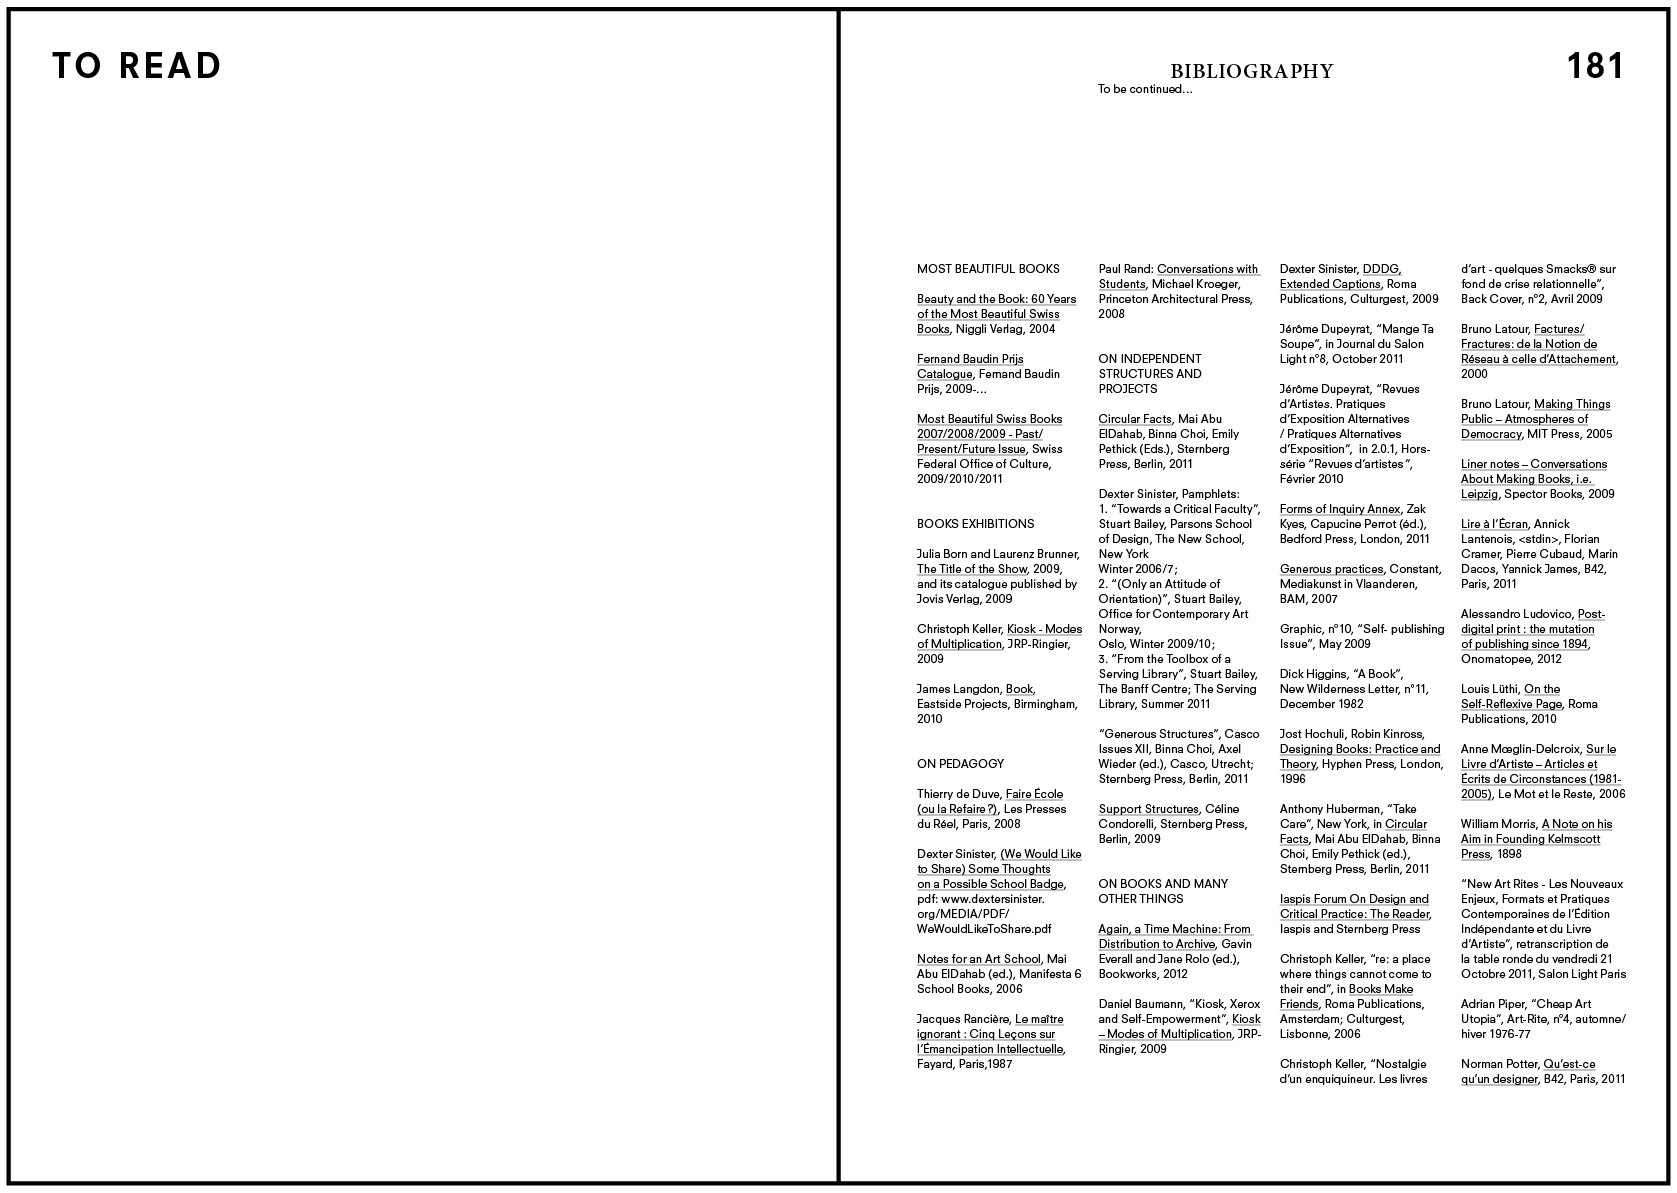 TO READ
BIBLIOGRAPHY
To be continued...
181
MOST BEAUTIFUL BOOKS
Beauty and the Book: 60 Years
of the Most Beautiful Swiss
Books, Niggli Verlag, 2004
Fernand Baudin Prijs
Catalogue, Fernand Baudin
Prijs, 2009-...
Most Beautiful Swiss Books
2007/2008/2009 - Past/
Present/Future Issue, Swiss
Federal Office of Culture,
2009/2010/2011
BOOKS EXHIBITIONS
Julia Born and Laurenz Brunner,
The Title of the Show, 2009,
and its catalogue published by
Jovis Verlag, 2009
Christoph Keller, Kiosk - Modes
of Multiplication, JRP-Ringier,
2009
James Langdon, Book,
Eastside Projects, Birmingham,
2010
ON PEDAGOGY
Thierry de Duve, Faire École
(ou la Refaire ?), Les Presses
du Réel, Paris, 2008
Dexter Sinister, (We Would Like
to Share) Some Thoughts
on a Possible School Badge,
pdf: www.dextersinister.
org/MEDIA/PDF/
WeWouldLikeToShare.pdf
Notes for an Art School, Mai
Abu ElDahab (ed.), Manifesta 6
School Books, 2006
Jacques Rancière, Le maître
ignorant : Cinq Leçons sur
l'Émancipation Intellectuelle,
Fayard, Paris,1987
Paul Rand: Conversations with
Students, Michael Kroeger,
Princeton Architectural Press,
2008
ON INDEPENDENT
STRUCTURES AND
PROJECTS
Circular Facts, Mai Abu
ElDahab, Binna Choi, Emily
Pethick (Eds.), Sternberg
Press, Berlin, 2011
Dexter Sinister, Pamphlets:
1. “Towards a Critical Faculty”,
Stuart Bailey, Parsons School
of Design, The New School,
New York
Winter 2006/7;
2. “(Only an Attitude of
Orientation)”, Stuart Bailey,
Office for Contemporary Art
Norway,
Oslo, Winter 2009/10;
3. “From the Toolbox of a
Serving Library”, Stuart Bailey,
The Banff Centre; The Serving
Library, Summer 2011
“Generous Structures”, Casco
Issues XII, Binna Choi, Axel
Wieder (ed.), Casco, Utrecht;
Sternberg Press, Berlin, 2011
Support Structures, Céline
Condorelli, Sternberg Press,
Berlin, 2009
ON BOOKS AND MANY
OTHER THINGS
Again, a Time Machine: From
Distribution to Archive, Gavin
Everall and Jane Rolo (ed.),
Bookworks, 2012
Daniel Baumann, “Kiosk, Xerox
and Self-Empowerment”, Kiosk
– Modes of Multiplication, JRP-
Ringier, 2009
Dexter Sinister, DDDG,
Extended Captions, Roma
Publications, Culturgest, 2009
Jérôme Dupeyrat, “Mange Ta
Soupe”, in Journal du Salon
Light n°8, October 2011
Jérôme Dupeyrat, “Revues
d'Artistes. Pratiques
d'Exposition Alternatives
/ Pratiques Alternatives
d'Exposition”, in 2.0.1, Hors-
série “Revues d'artistes”,
Février 2010
Forms of Inquiry Annex, Zak
Kyes, Capucine Perrot (éd.),
Bedford Press, London, 2011
Generous practices, Constant,
Mediakunst in Vlaanderen,
BAM, 2007
Graphic, n°10, “Self- publishing
Issue”, May 2009
Dick Higgins, “A Book”,
New Wilderness Letter, n°11,
December 1982
Jost Hochuli, Robin Kinross,
Designing Books: Practice and
Theory, Hyphen Press, London,
1996
Anthony Huberman, “Take
Care”, New York, in Circular
Facts, Mai Abu ElDahab, Binna
Choi, Emily Pethick (ed.),
Sternberg Press, Berlin, 2011
Iaspis Forum On Design and
Critical Practice: The Reader,
Iaspis and Sternberg Press
Christoph Keller, “re: a place
where things cannot come to
their end”, in Books Make
Friends, Roma Publications,
Amsterdam; Culturgest,
Lisbonne, 2006
Christoph Keller, “Nostalgie
d'un enquiquineur. Les livres
d'art - quelques Smacks® sur
fond de crise relationnelle”,
Back Cover, n°2, Avril 2009
Bruno Latour, Factures/
Fractures: de la Notion de
Réseau à celle d'Attachement,
2000
Bruno Latour, Making Things
Public – Atmospheres of
Democracy, MIT Press, 2005
Liner notes – Conversations
About Making Books, i.e.
Leipzig, Spector Books, 2009
Lire à l'Écran, Annick
Lantenois, <stdin>, Florian
Cramer, Pierre Cubaud, Marin
Dacos, Yannick James, B42,
Paris, 2011
Alessandro Ludovico, Post-
digital print : the mutation
of publishing since 1894,
Onomatopee, 2012
Louis Lüthi, On the
Self-Reflexive Page, Roma
Publications, 2010
Anne Mœglin-Delcroix, Sur le
Livre d'Artiste – Articles et
Écrits de Circonstances (1981-
2005), Le Mot et le Reste, 2006
William Morris, A Note on his
Aim in Founding Kelmscott
Press, 1898
“New Art Rites - Les Nouveaux
Enjeux, Formats et Pratiques
Contemporaines de l'Édition
Indépendante et du Livre
d'Artiste”, retranscription de
la table ronde du vendredi 21
Octobre 2011, Salon Light Paris
Adrian Piper, “Cheap Art
Utopia”, Art-Rite, n°4, automne/
hiver 1976-77
Norman Potter, Qu'est-ce
qu'un designer, B42, Paris, 2011